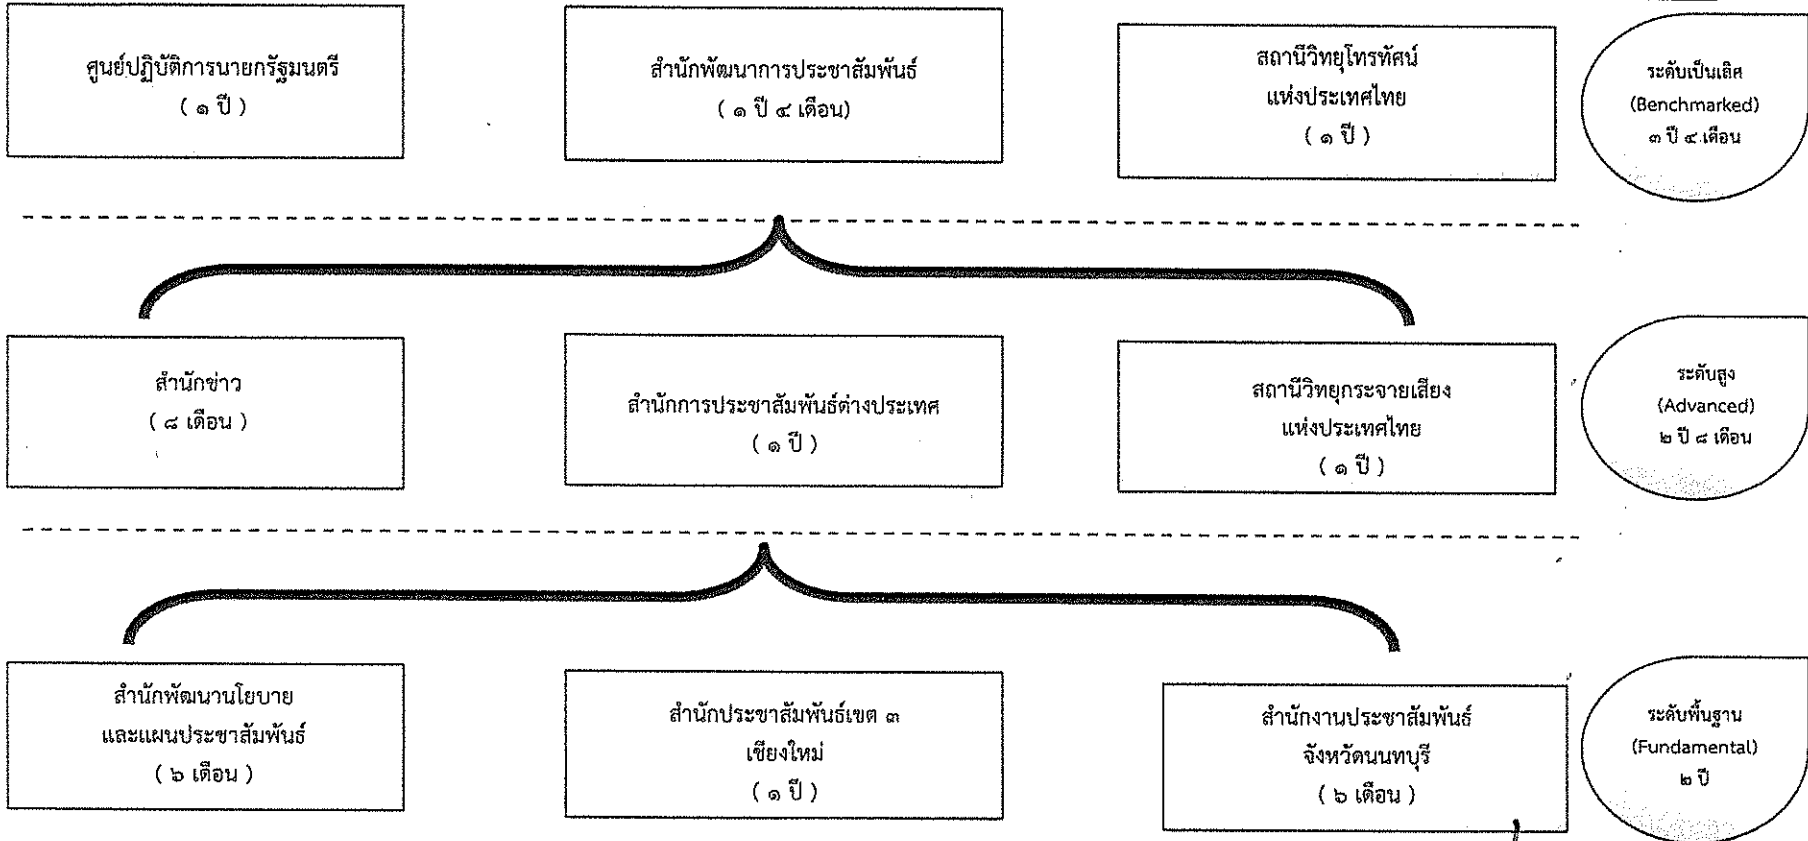 ศูนย์ปฏิบัติการนายกรัฐมนตรี
( ๑ ปี )
สำนักพัฒนาการประชาสัมพันธ์
( ๑ ปี ๔ เดือน)
สถานีวิทยุโทรทัศน์
แห่งประเทศไทย
( ๑ ปี )
ระดับเป็นเลิศ
(Benchmarked)
๓ ปี ๔ เดือน
สำนักข่าว
( ๘ เดือน )
สำนักการประชาสัมพันธ์ต่างประเทศ
( ๑ ปี )
สถานีวิทยุกระจายเสียง
แห่งประเทศไทย
( ๑ ปี )
ระดับสูง
(Advanced)
๒ ปี ๘ เดือน
สำนักพัฒนานโยบาย
และแผนประชาสัมพันธ์
( ๖ เดือน )
สำนักประชาสัมพันธ์เขต ๓
เชียงใหม่
( ๑ ปี )
สำนักงานประชาสัมพันธ์
จังหวัดนนทบุรี
( ๖ เดือน )
ระดับพื้นฐาน
(Fundamental)
๒ ปี